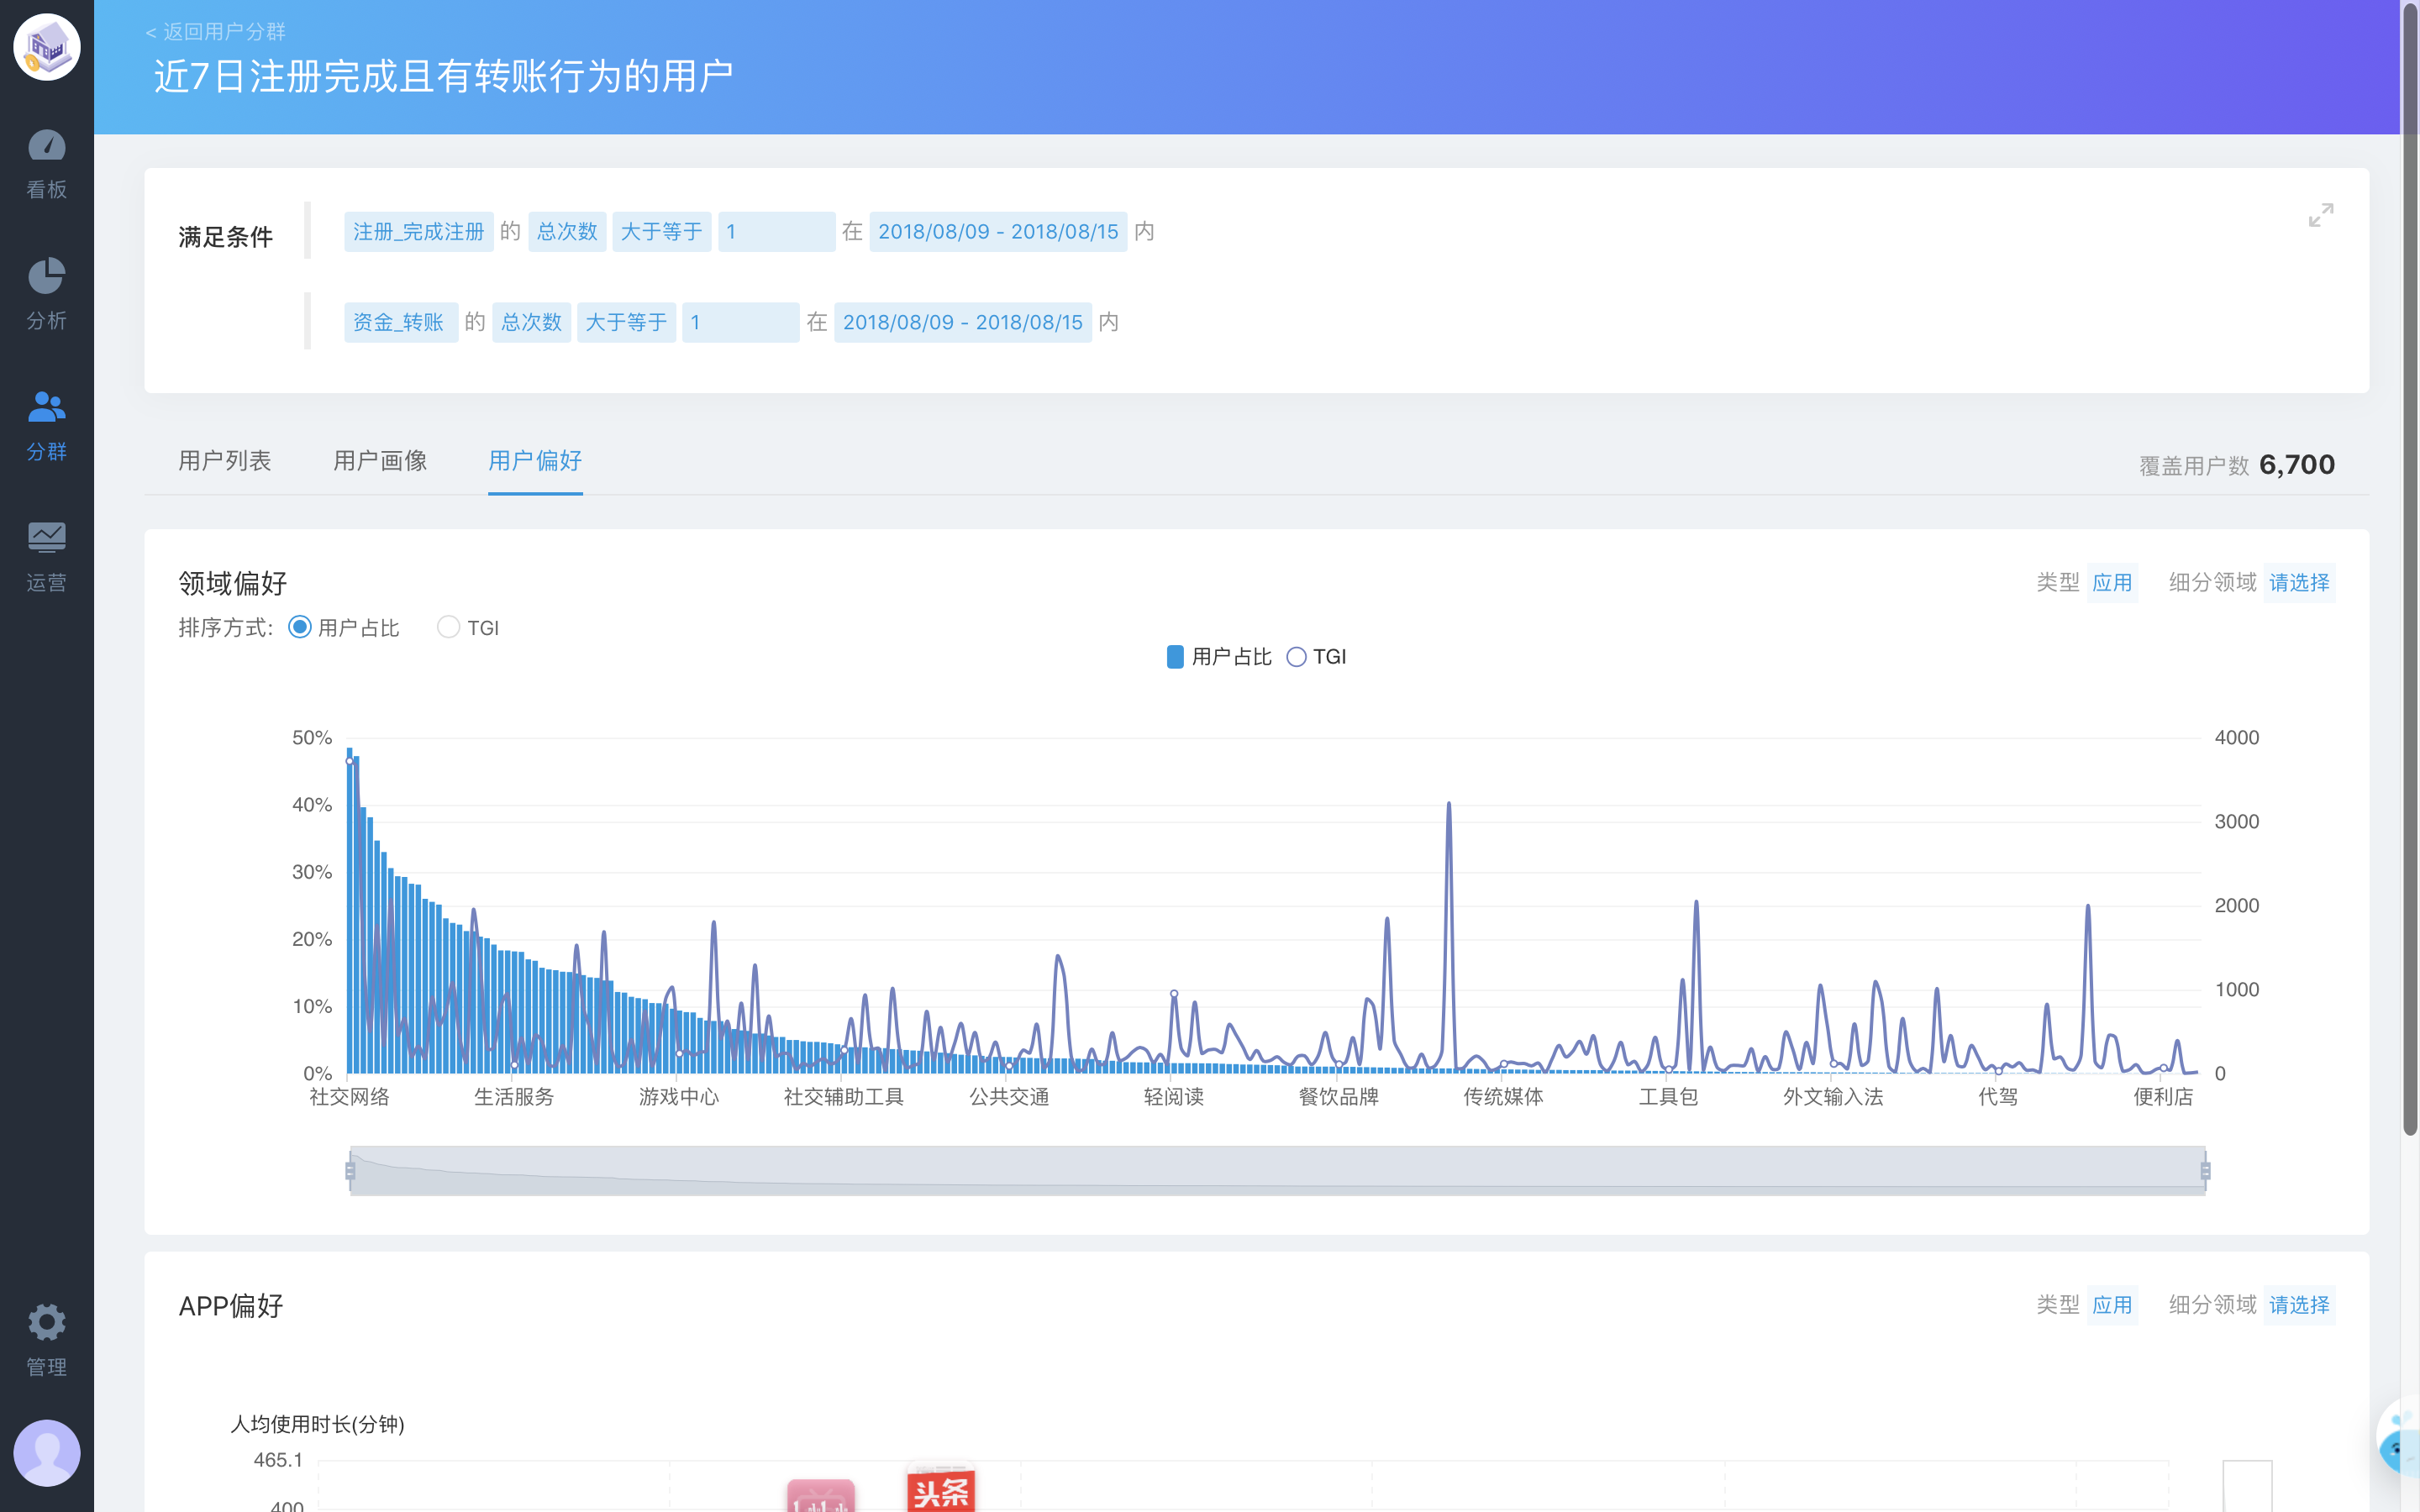 < 返回用户分群
近7日注册完成且有转账行为的用户
看板
分析
分群
运营
管理
满足条件
注册_完成注册 的 总次数 大于等于 1 在 2018/08/09 - 2018/08/15 内
资金_转账 的 总次数 大于等于 1 在 2018/08/09 - 2018/08/15 内
用户列表 用户画像 用户偏好
覆盖用户数 6,700
领域偏好
类型 应用 细分领域 请选择
排序方式: 用户占比 TGI
用户占比 TGI
50% 4000
40%
3000
30%
2000
20%
10% 1000
0% 0
社交网络 生活服务 游戏中心 社交辅助工具 公共交通 轻阅读 餐饮品牌 传统媒体 工具包 外文输入法 代驾 便利店
APP偏好
类型 应用 细分领域 请选择
人均使用时长(分钟)
465.1
头条
400